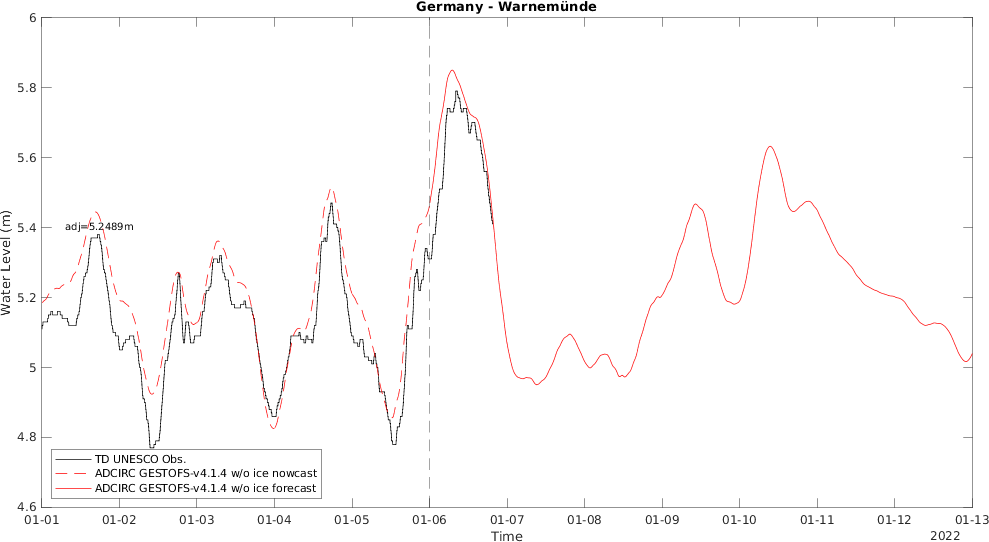 Germany - Warnemünde
6
5.8
5.6
5.4
5.2
5
4.8
4.6
Water Level (m)
adj=5.2489m
TD UNESCO Obs.
ADCIRC GESTOFS-v4.1.4 w/o ice nowcast
ADCIRC GESTOFS-v4.1.4 w/o ice forecast
01-01 01-02 01-03 01-04 01-05 01-06 01-07 01-08 01-09 01-10 01-11 01-12 01-13
Time
2022